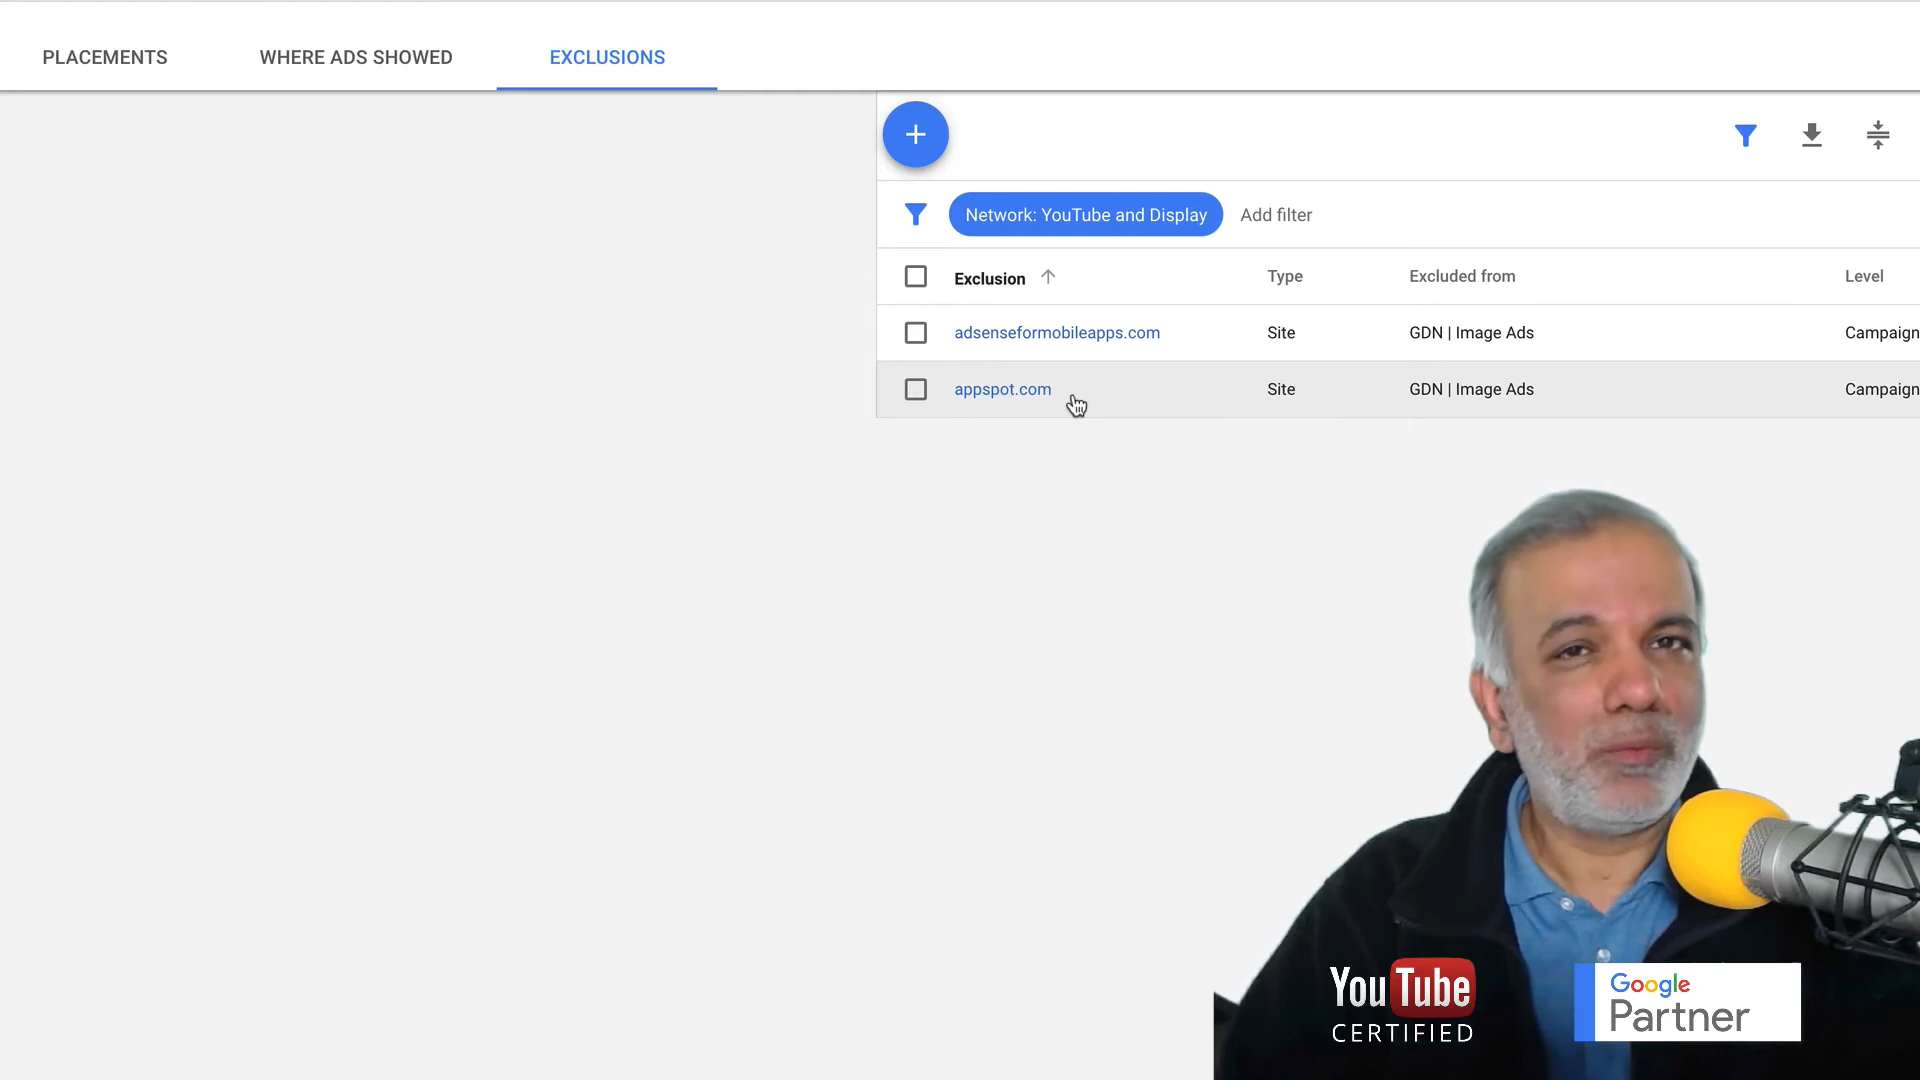 PLACEMENTS WHERE ADS SHOWED EXCLUSIONS
Network: YouTube and Display Add filter
Exclusion Type Excluded from Level
adsenseformobileapps.com Site GDN | Image Ads Campaign
appspot.com Site GDN | Image Ads Campaign
YouTube
CERTIFIED
Google
Partner